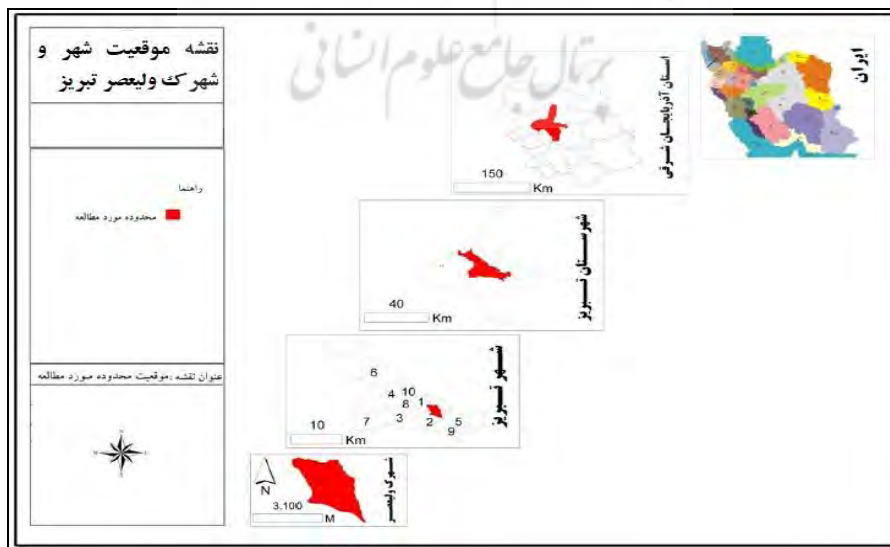 نقشه موقعیت شهر و
شهرک ولیعصر تبریز
راهنما
محدوده مورد مطالعه
عنوان نقشه :موقعیت محدوده مورد مطالعه
پرتال جامع علوم انسانی
ایران
استان آذربایجان شرقی
150
Km
شهرستان تبریز
40
Km
شهر تبریز
6
4
10
8
1
7
3
2
5
9
10
Km
شهرک ولیعصر
N
3.100
M